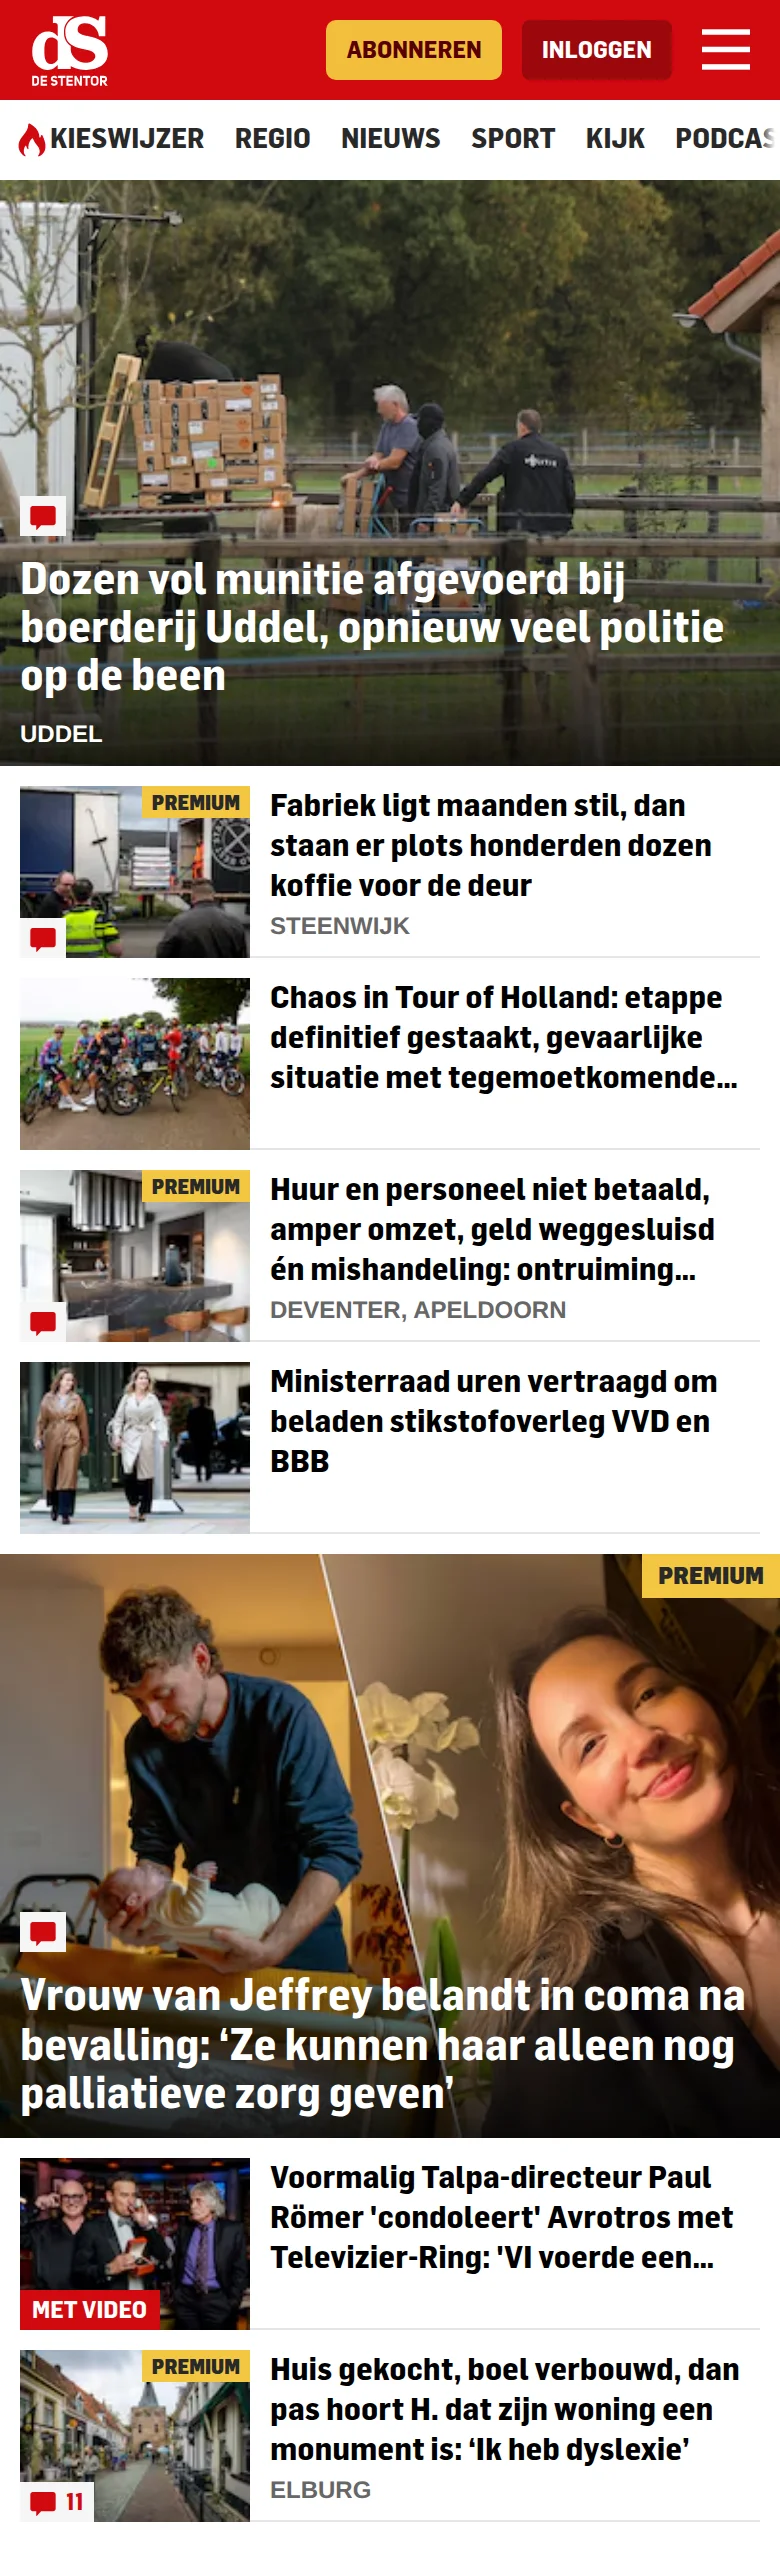 dS
DE STENTOR
ABONNEREN
INLOGGEN
KIESWIJZER REGIO NIEUWS SPORT KIJK PODCAS
POLITIE
Dozen vol munitie afgevoerd bij
boerderij Uddel, opnieuw veel politie
op de been
UDDEL
PREMIUM
Fabriek ligt maanden stil, dan
staan er plots honderden dozen
koffie voor de deur
STEENWIJK
Chaos in Tour of Holland: etappe
definitief gestaakt, gevaarlijke
situatie met tegemoetkomende...
PREMIUM
Huur en personeel niet betaald,
amper omzet, geld weggesluisd
én mishandeling: ontruiming...
DEVENTER, APELDOORN
Ministerraad uren vertraagd om
beladen stikstofoverleg VVD en
BBB
PREMIUM
Vrouw van Jeffrey belandt in coma na
bevalling: ‘Ze kunnen haar alleen nog
palliatieve zorg geven’
MET VIDEO
Voormalig Talpa-directeur Paul
Römer 'condoleert' Avrotros met
Televizier-Ring: 'VI voerde een...
PREMIUM
11
Huis gekocht, boel verbouwd, dan
pas hoort H. dat zijn woning een
monument is: ‘Ik heb dyslexie’
ELBURG